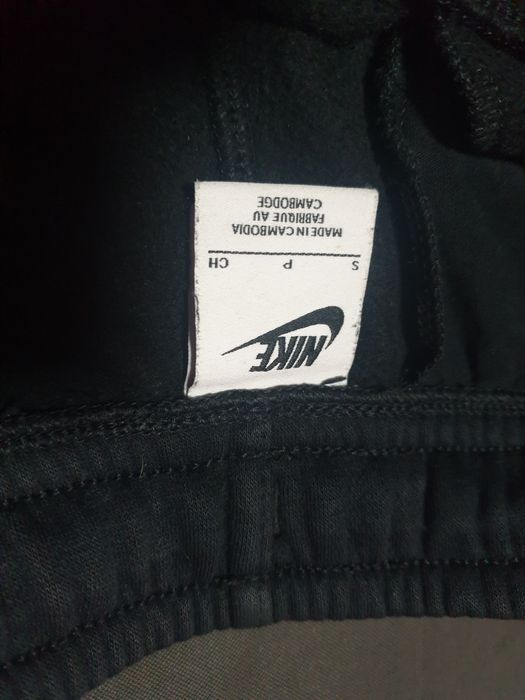 NIKE
S P CH
MADE IN CAMBODIA
FABRIQUE AU
CAMBODGE